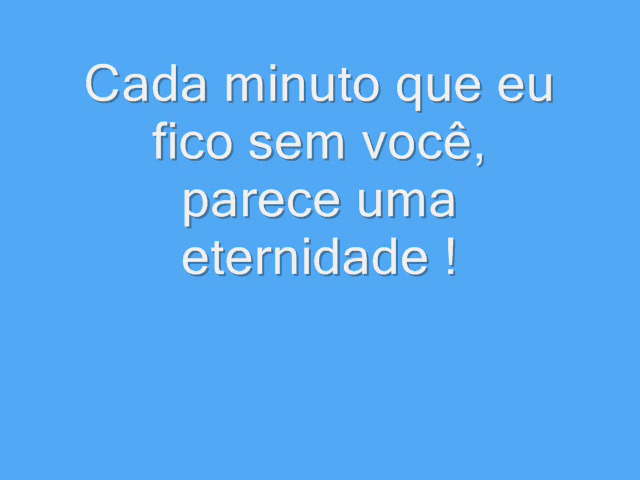 Cada minuto que eu
fico sem você,
parece uma
eternidade !